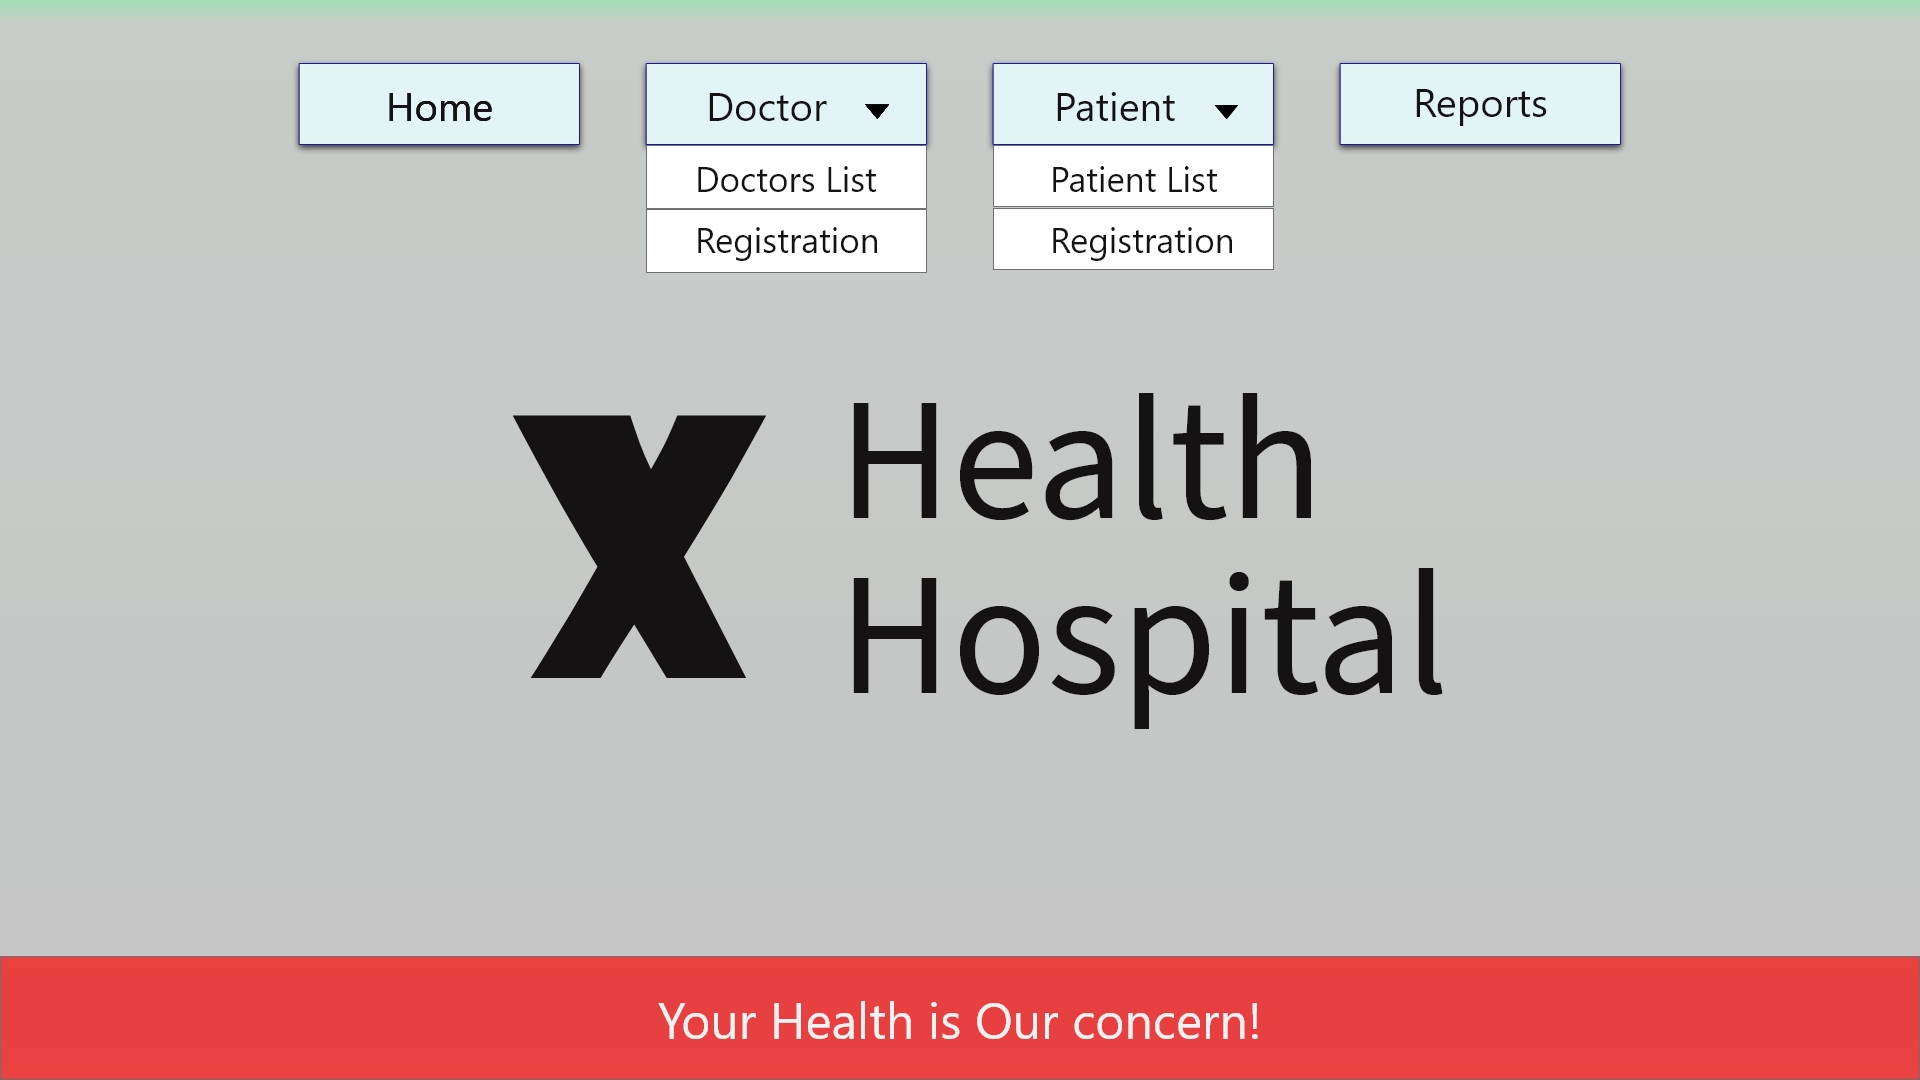 Home
Doctor
Patient
Reports
Doctors List
Patient List
Registration
Registration
X
Health
Hospital
Your Health is Our concern!